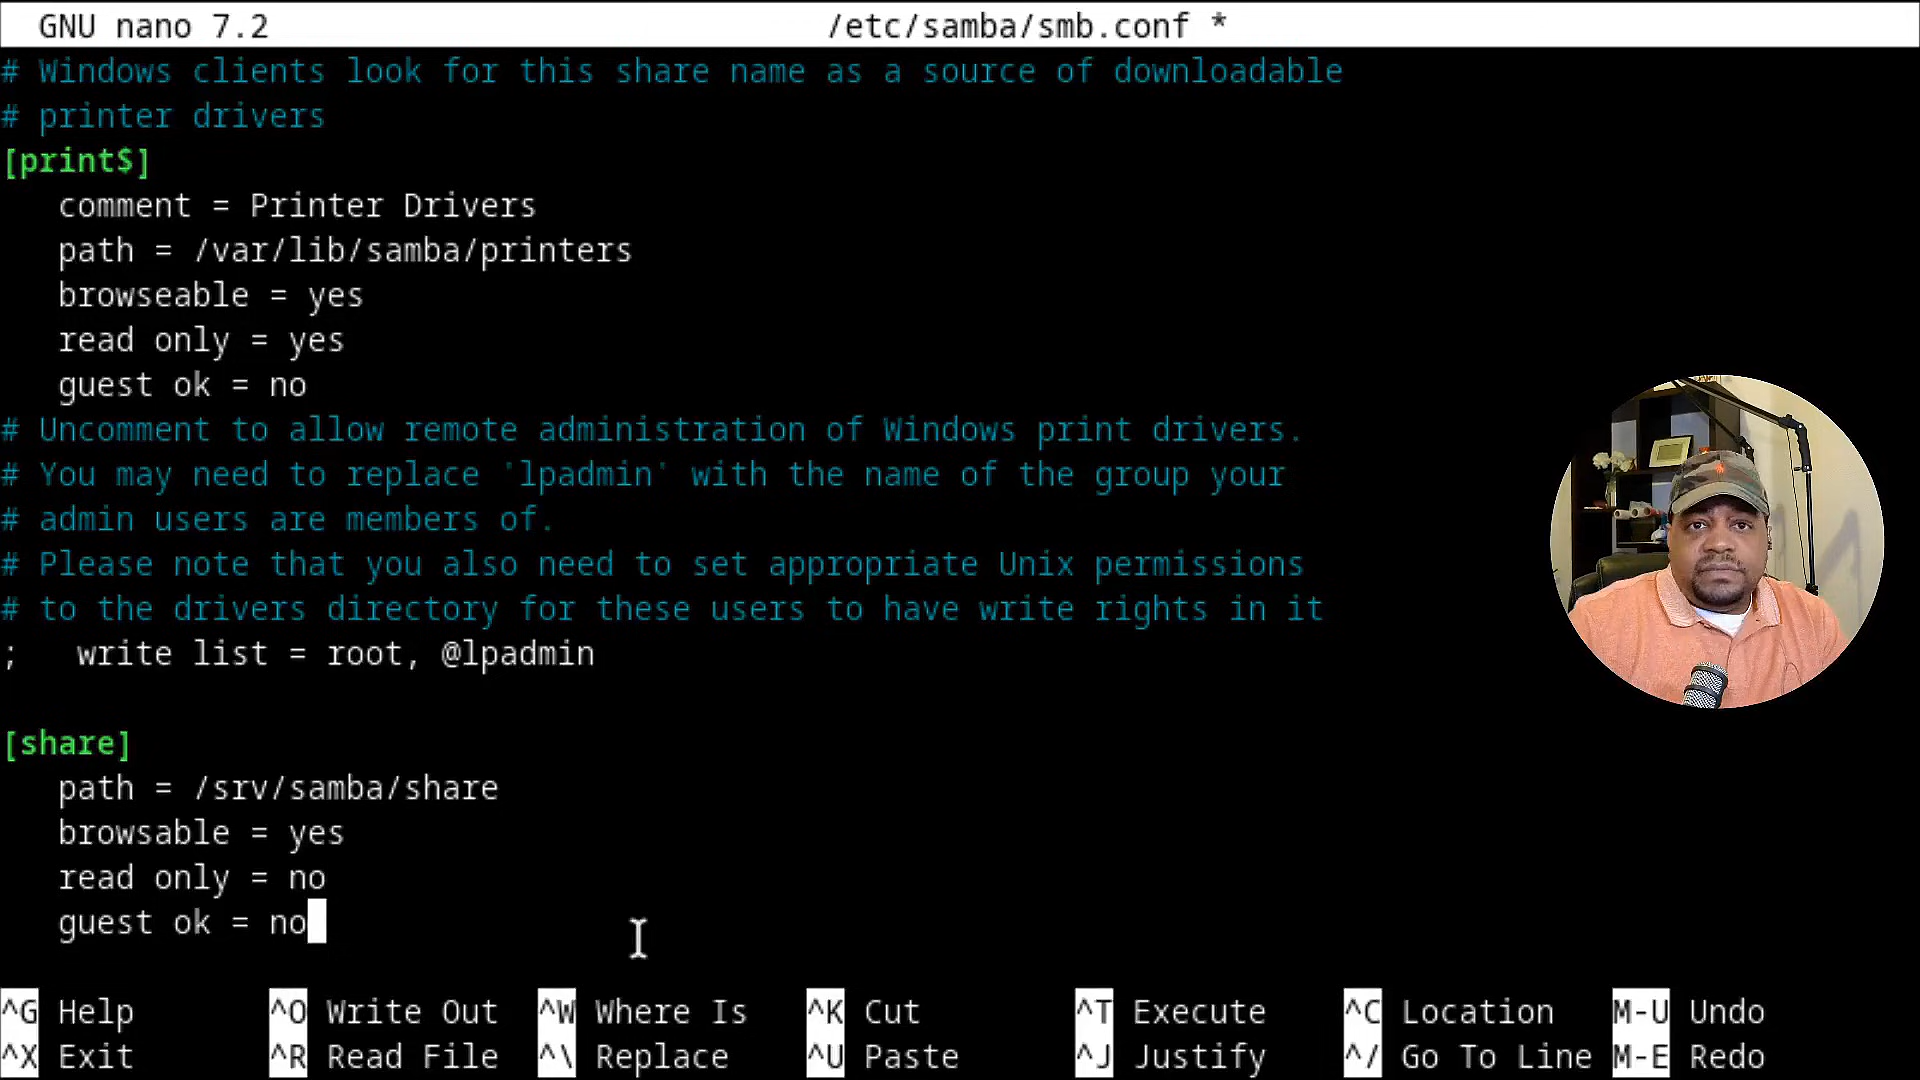 GNU nano 7.2 /etc/samba/smb.conf *
# Windows clients look for this share name as a source of downloadable
# printer drivers
[print$]
comment = Printer Drivers
path = /var/lib/samba/printers
browseable = yes
read only = yes
guest ok = no
# Uncomment to allow remote administration of Windows print drivers.
# You may need to replace 'lpadmin' with the name of the group your
# admin users are members of.
# Please note that you also need to set appropriate Unix permissions
# to the drivers directory for these users to have write rights in it
; write list = root, @lpadmin
[share]
path = /srv/samba/share
browsable = yes
read only = no
guest ok = no
^G Help ^O Write Out ^W Where Is ^K Cut ^T Execute ^C Location M-U Undo
^X Exit ^R Read File ^\ Replace ^U Paste ^J Justify ^/ Go To Line M-E Redo